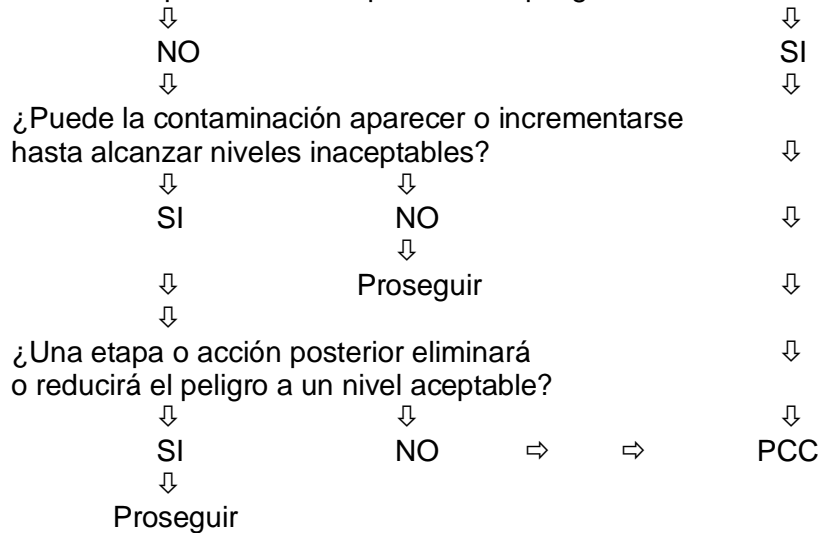 ⇩ ⇩
NO SI
⇩ ⇩
¿Puede la contaminación aparecer o incrementarse
hasta alcanzar niveles inaceptables? ⇩
⇩ ⇩
SI NO ⇩
⇩
⇩ Proseguir ⇩
⇩
¿Una etapa o acción posterior eliminará ⇩
o reducirá el peligro a un nivel aceptable?
⇩ ⇩ ⇩
SI NO ⇨ ⇨ PCC
⇩
Proseguir